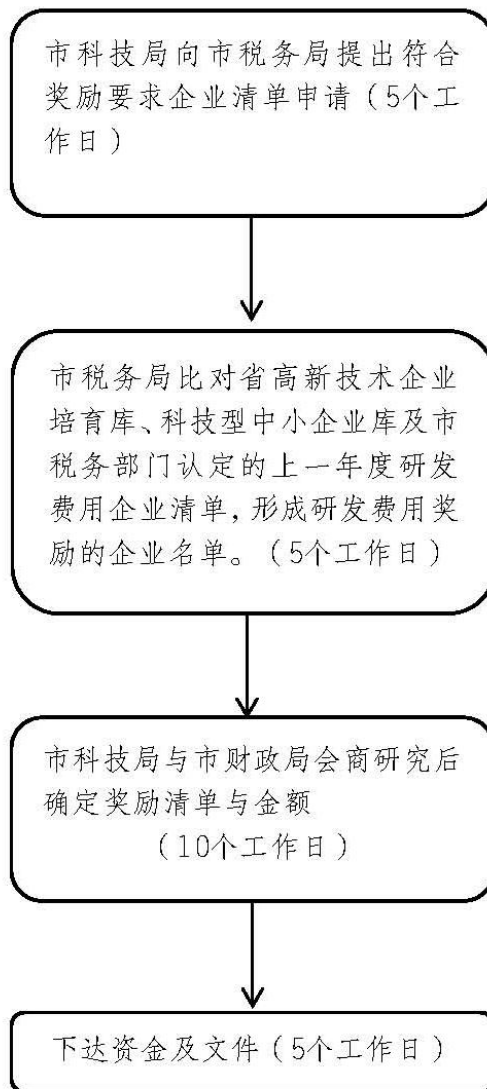 市科技局向市税务局提出符合
奖励要求企业清单申请（5个工
作日）
市税务局比对省高新技术企业
培育库、科技型中小企业库及市
税务部门认定的上一年度研发
费用企业清单,形成研发费用奖
励的企业名单。（5个工作日）
市科技局与市财政局会商研究后
确定奖励清单与金额
（10个工作日）
下达资金及文件（5个工作日）